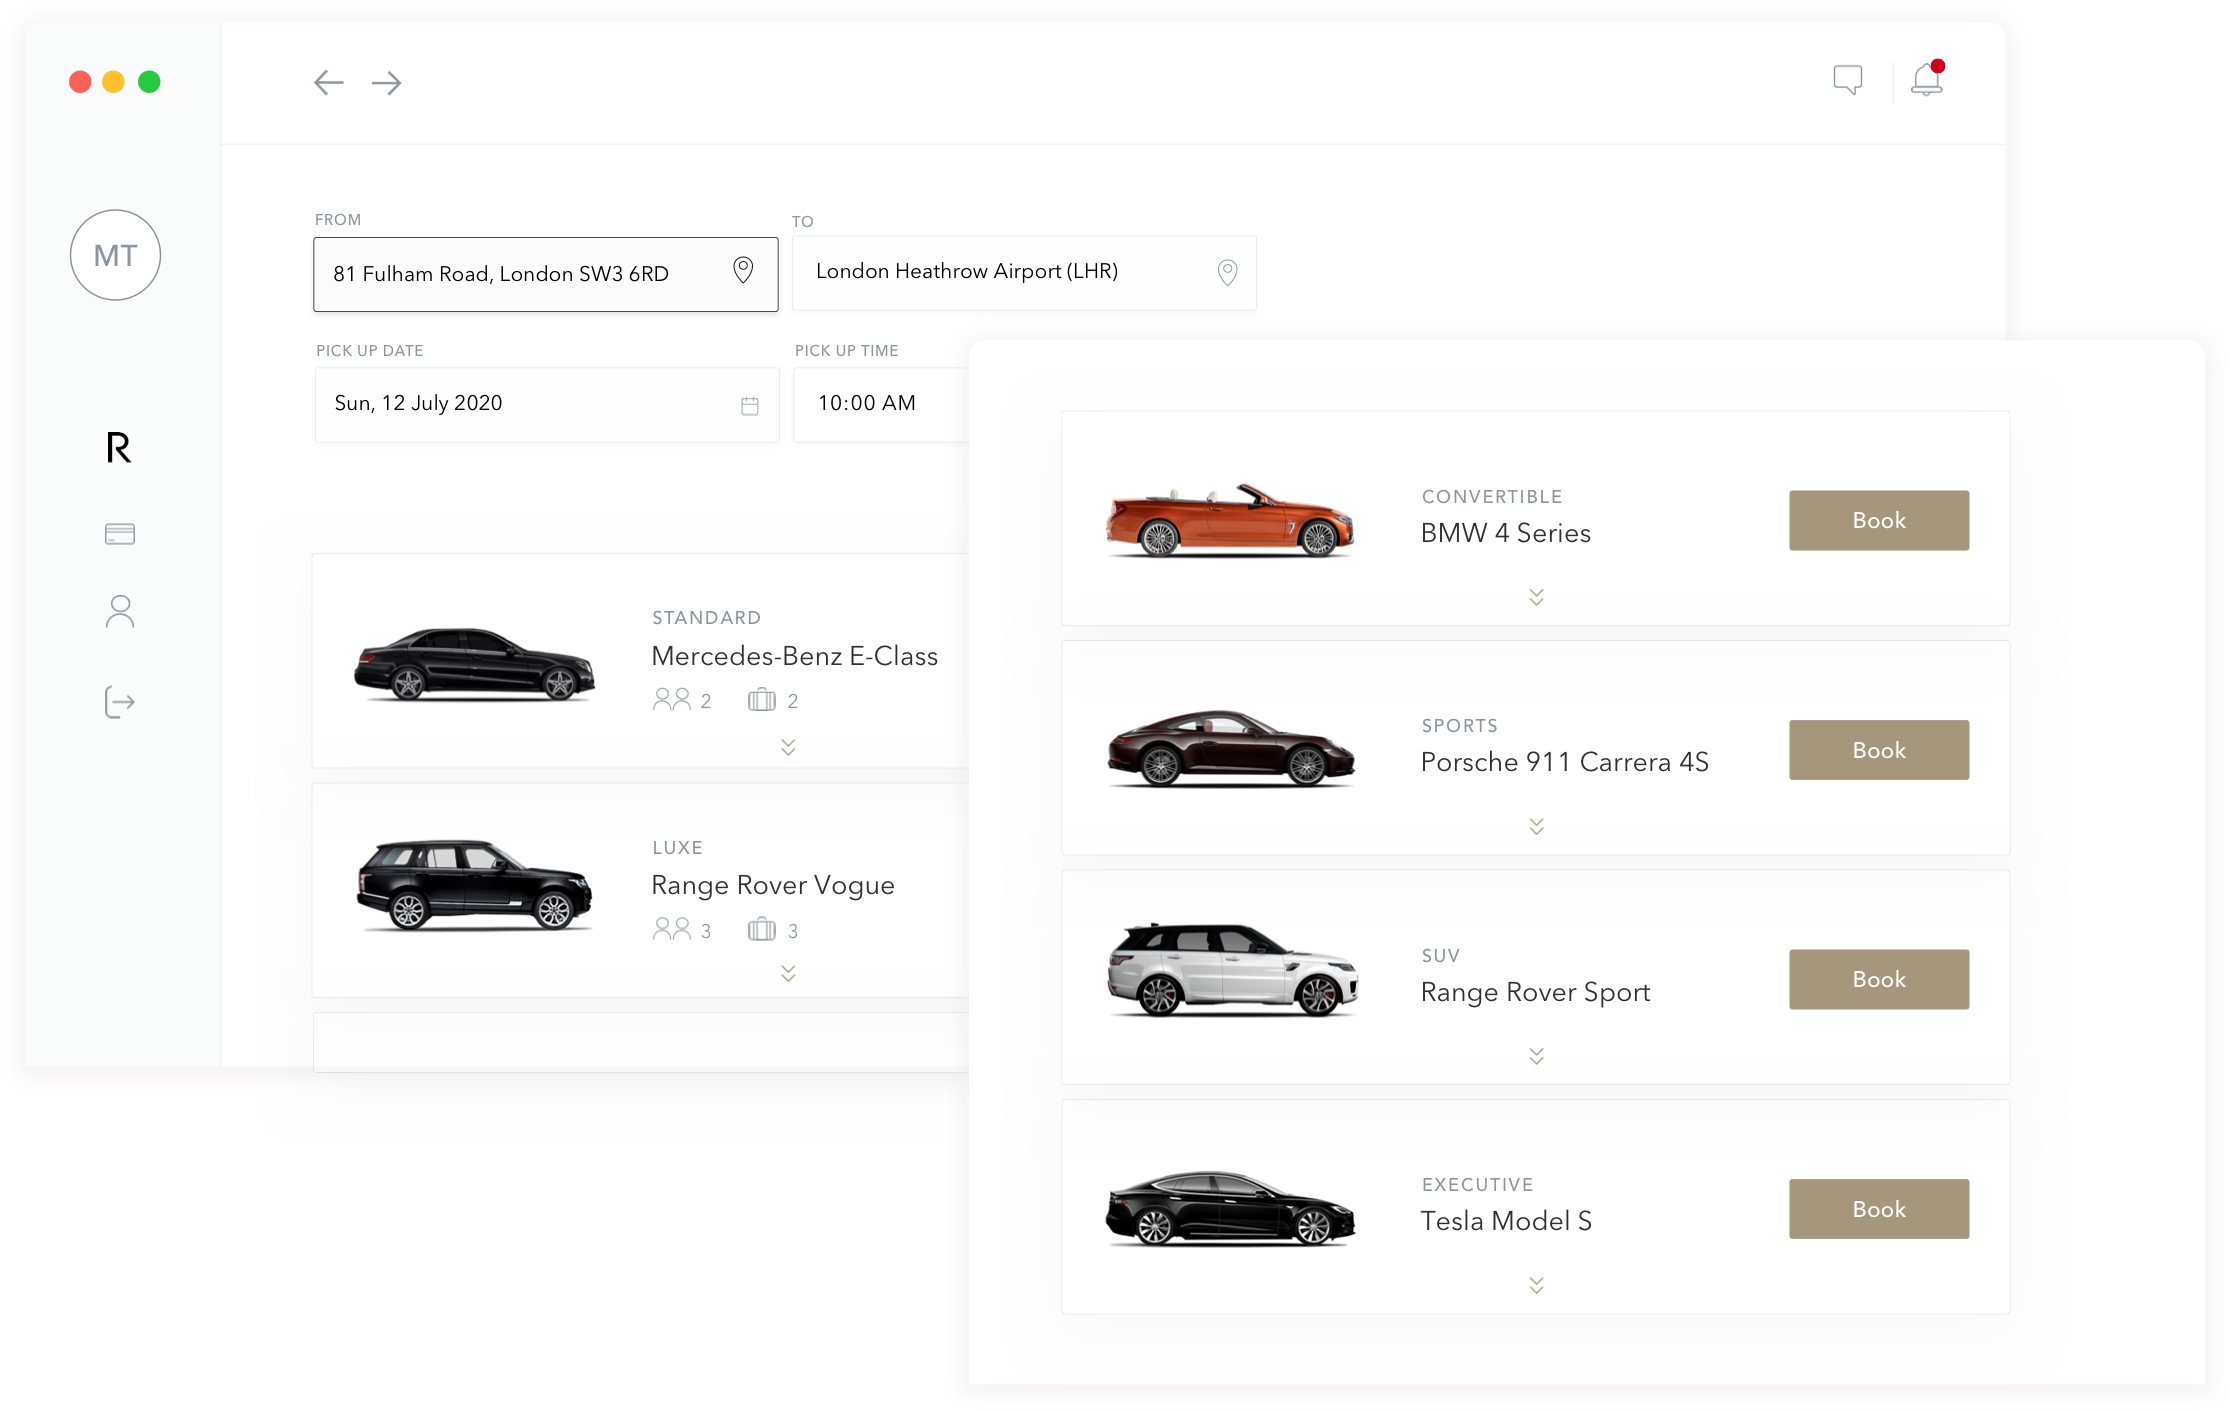 MT
R
FROM
81 Fulham Road, London SW3 6RD
TO
London Heathrow Airport (LHR)
PICK UP DATE
Sun, 12 July 2020
PICK UP TIME
10:00 AM
STANDARD
Mercedes-Benz E-Class
2 2
LUXE
Range Rover Vogue
3 3
CONVERTIBLE
BMW 4 Series
Book
SPORTS
Porsche 911 Carrera 4S
Book
SUV
Range Rover Sport
Book
EXECUTIVE
Tesla Model S
Book